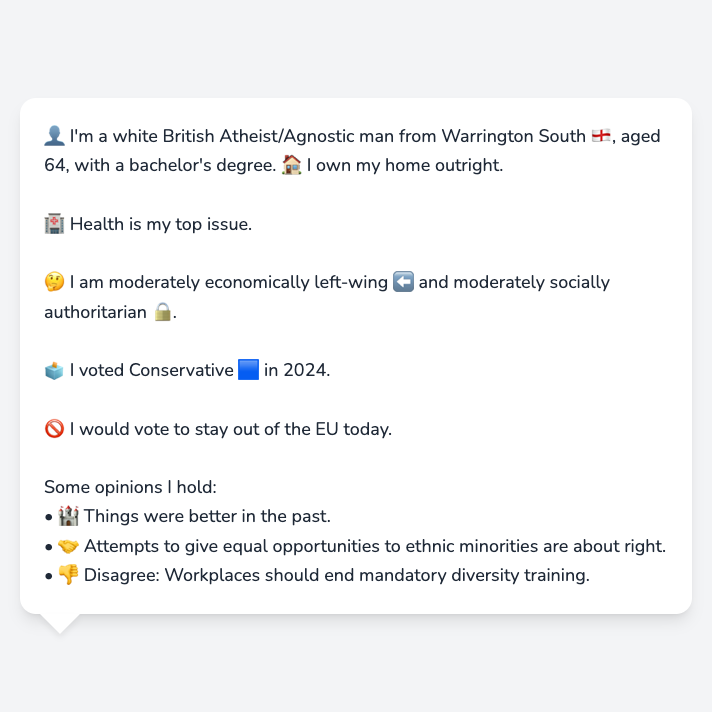 👤 I'm a white British Atheist/Agnostic man from Warrington South 🏴󠁧󠁢󠁥󠁮󠁧󠁿, aged
64, with a bachelor's degree. 🏠 I own my home outright.
🏥 Health is my top issue.
🤔 I am moderately economically left-wing ⬅️ and moderately socially
authoritarian 🔒.
🗳️ I voted Conservative 🟦 in 2024.
🚫 I would vote to stay out of the EU today.
Some opinions I hold:
• 🏰 Things were better in the past.
• 🤝 Attempts to give equal opportunities to ethnic minorities are about right.
• 👎 Disagree: Workplaces should end mandatory diversity training.